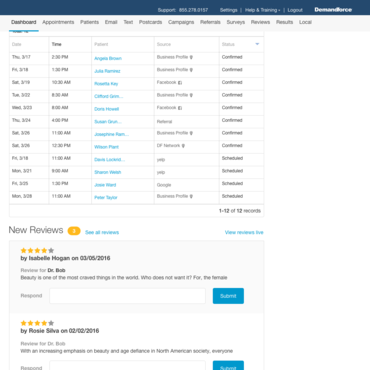 Support: 855.278.0157 Settings | Help & Training | Logout Demandforce
Dashboard Appointments Patients Email Text Postcards Campaigns Referrals Surveys Reviews Results Local
Date Time Patient Source Status
Thu, 3/17 2:30 PM Angela Brown Business Profile Confirmed
Fri, 3/18 1:30 PM Julia Ramirez Business Profile Confirmed
Sat, 3/19 10:30 AM Rosetta Key Facebook Confirmed
Tue, 3/22 8:30 AM Clifford Grim... Business Profile Confirmed
Wed, 3/23 8:00 AM Doris Howell Facebook Confirmed
Thu, 3/24 4:00 PM Susan Grun... Referral Confirmed
Sat, 3/26 11:00 AM Josephine Ram... Business Profile Confirmed
Sat, 3/26 12:30 PM Wilson Plant DF Network Confirmed
Fri, 3/18 11:00 AM Davis Lockrid... yelp Scheduled
Mon, 3/21 9:00 AM Sharon Welsh yelp Scheduled
Fri, 3/25 1:30 PM Joste Ward Google Scheduled
Mon, 3/28 11:00 AM Peter Taylor Business Profile Scheduled
1-12 of 12 records
New Reviews See all reviews View reviews live
by Isabelle Hogan on 03/05/2016
Review for Dr. Bob
Beauty is one of the most craved things in the world. Who does not want it? For, the female
Respond Submit
by Rosie Silva on 02/02/2016
Review for Dr. Bob
With an increasing emphasis on beauty and age defiance in North American society, everyone
Respond Submit